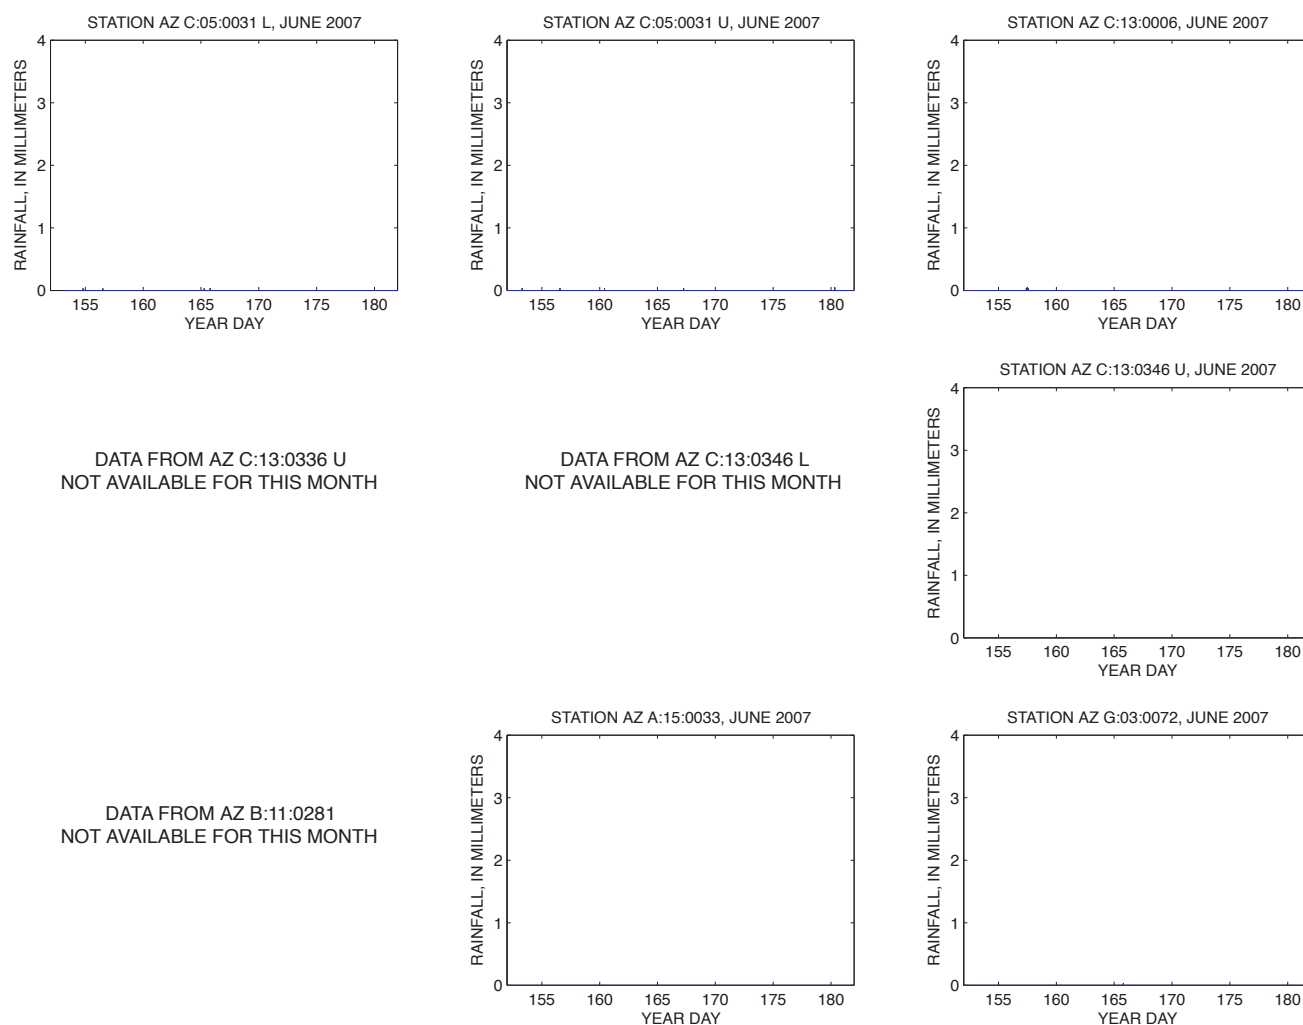 STATION AZ C:05:0031 L, JUNE 2007
4
3
2
1
0
RAINFALL, IN MILLIMETERS
155 160 165 170 175 180
YEAR DAY
STATION AZ C:05:0031 U, JUNE 2007
4
3
2
1
0
RAINFALL, IN MILLIMETERS
155 160 165 170 175 180
YEAR DAY
STATION AZ C:13:0006, JUNE 2007
4
3
2
1
0
RAINFALL, IN MILLIMETERS
155 160 165 170 175 180
YEAR DAY
DATA FROM AZ C:13:0336 U
NOT AVAILABLE FOR THIS MONTH
DATA FROM AZ C:13:0346 L
NOT AVAILABLE FOR THIS MONTH
STATION AZ C:13:0346 U, JUNE 2007
4
3
2
1
0
RAINFALL, IN MILLIMETERS
155 160 165 170 175 180
YEAR DAY
DATA FROM AZ B:11:0281
NOT AVAILABLE FOR THIS MONTH
STATION AZ A:15:0033, JUNE 2007
4
3
2
1
0
RAINFALL, IN MILLIMETERS
155 160 165 170 175 180
YEAR DAY
STATION AZ G:03:0072, JUNE 2007
4
3
2
1
0
RAINFALL, IN MILLIMETERS
155 160 165 170 175 180
YEAR DAY